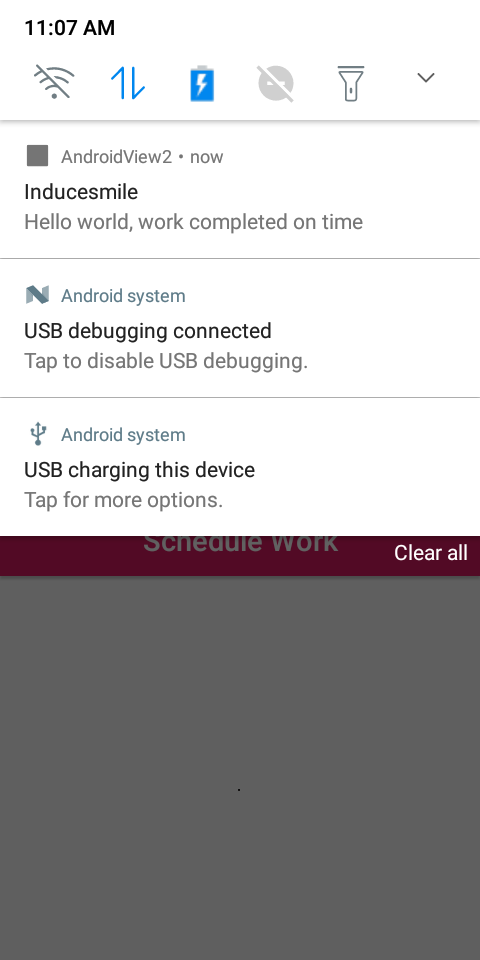 11:07 AM
AndroidView2 • now
Inducesmile
Hello world, work completed on time
Android system
USB debugging connected
Tap to disable USB debugging.
Android system
USB charging this device
Tap for more options.
Schedule Work
Clear all